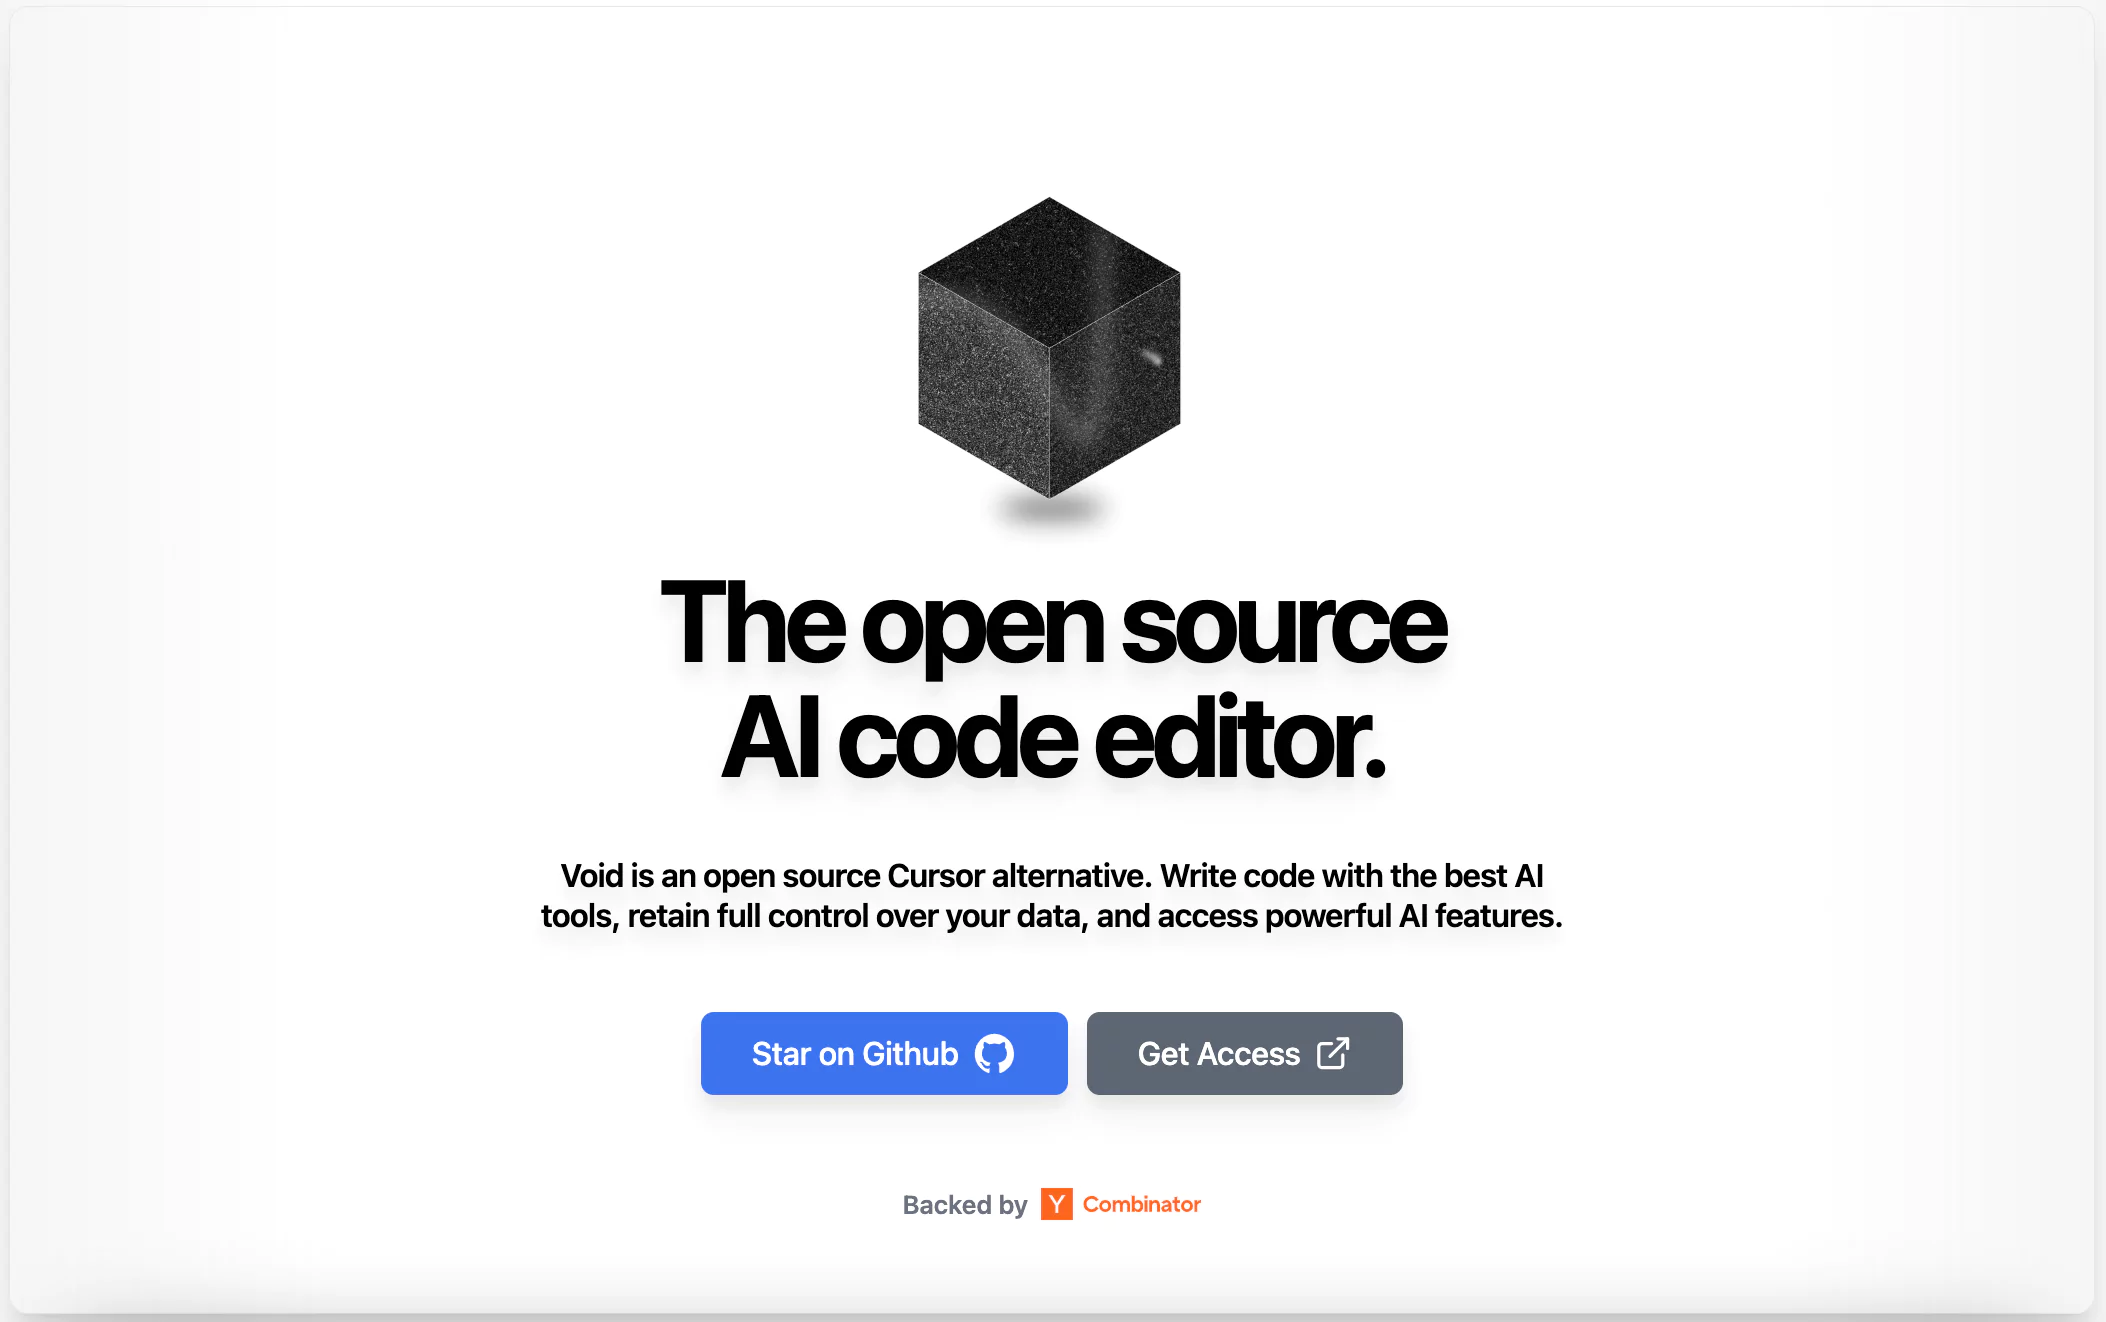 The open source
AI code editor.
Void is an open source Cursor alternative. Write code with the best AI
tools, retain full control over your data, and access powerful AI features.
Star on Github
Get Access
Backed by Y Combinator